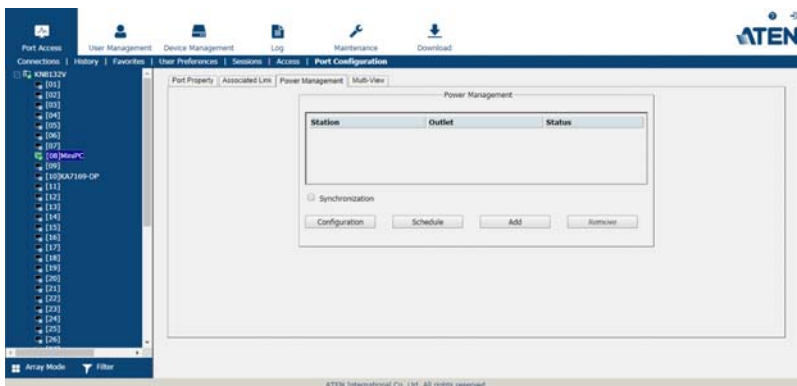 ATEN
Port Access
User Management
Device Management
Log
Maintenance
Download
Connections | History | Favorites | User Preferences | Sessions | Access | Port Configuration
KN8132V
[01]
[02]
[03]
[04]
[05]
[06]
[07]
[08]MiniPC
[09]
[10]KA7169-DP
[11]
[12]
[13]
[14]
[15]
[16]
[17]
[18]
[19]
[20]
[21]
[22]
[23]
[24]
[25]
[26]
Array Mode
Filter
Port Property
Associated Link
Power Management
Multi-View
Power Management
Station
Outlet
Status
Synchronization
Configuration
Schedule
Add
Remove
ATEN International Co., Ltd. All rights reserved.